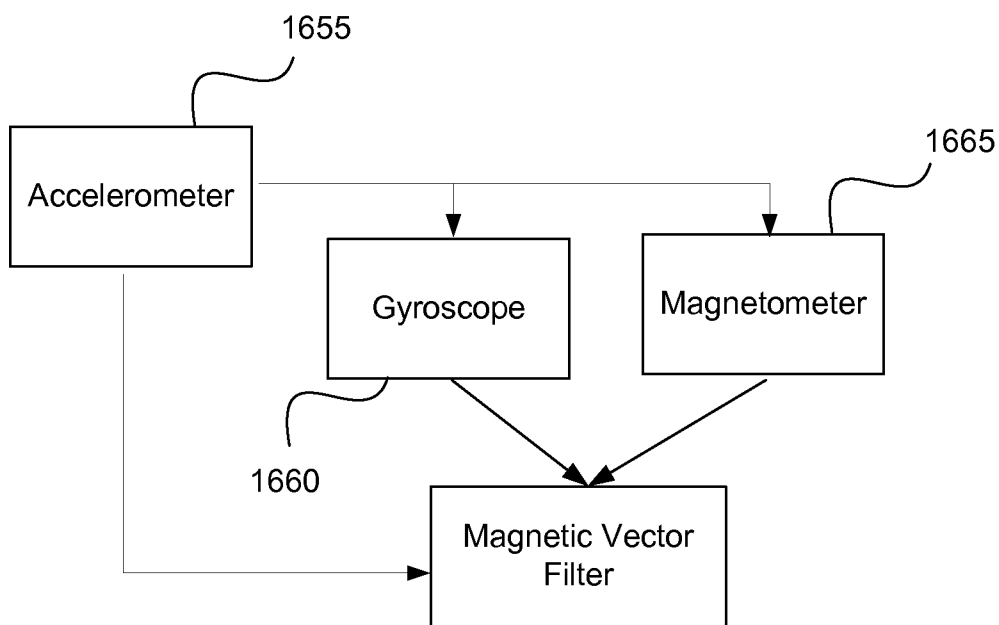 1655
1665
Accelerometer
Gyroscope
Magnetometer
1660
Magnetic Vector
Filter